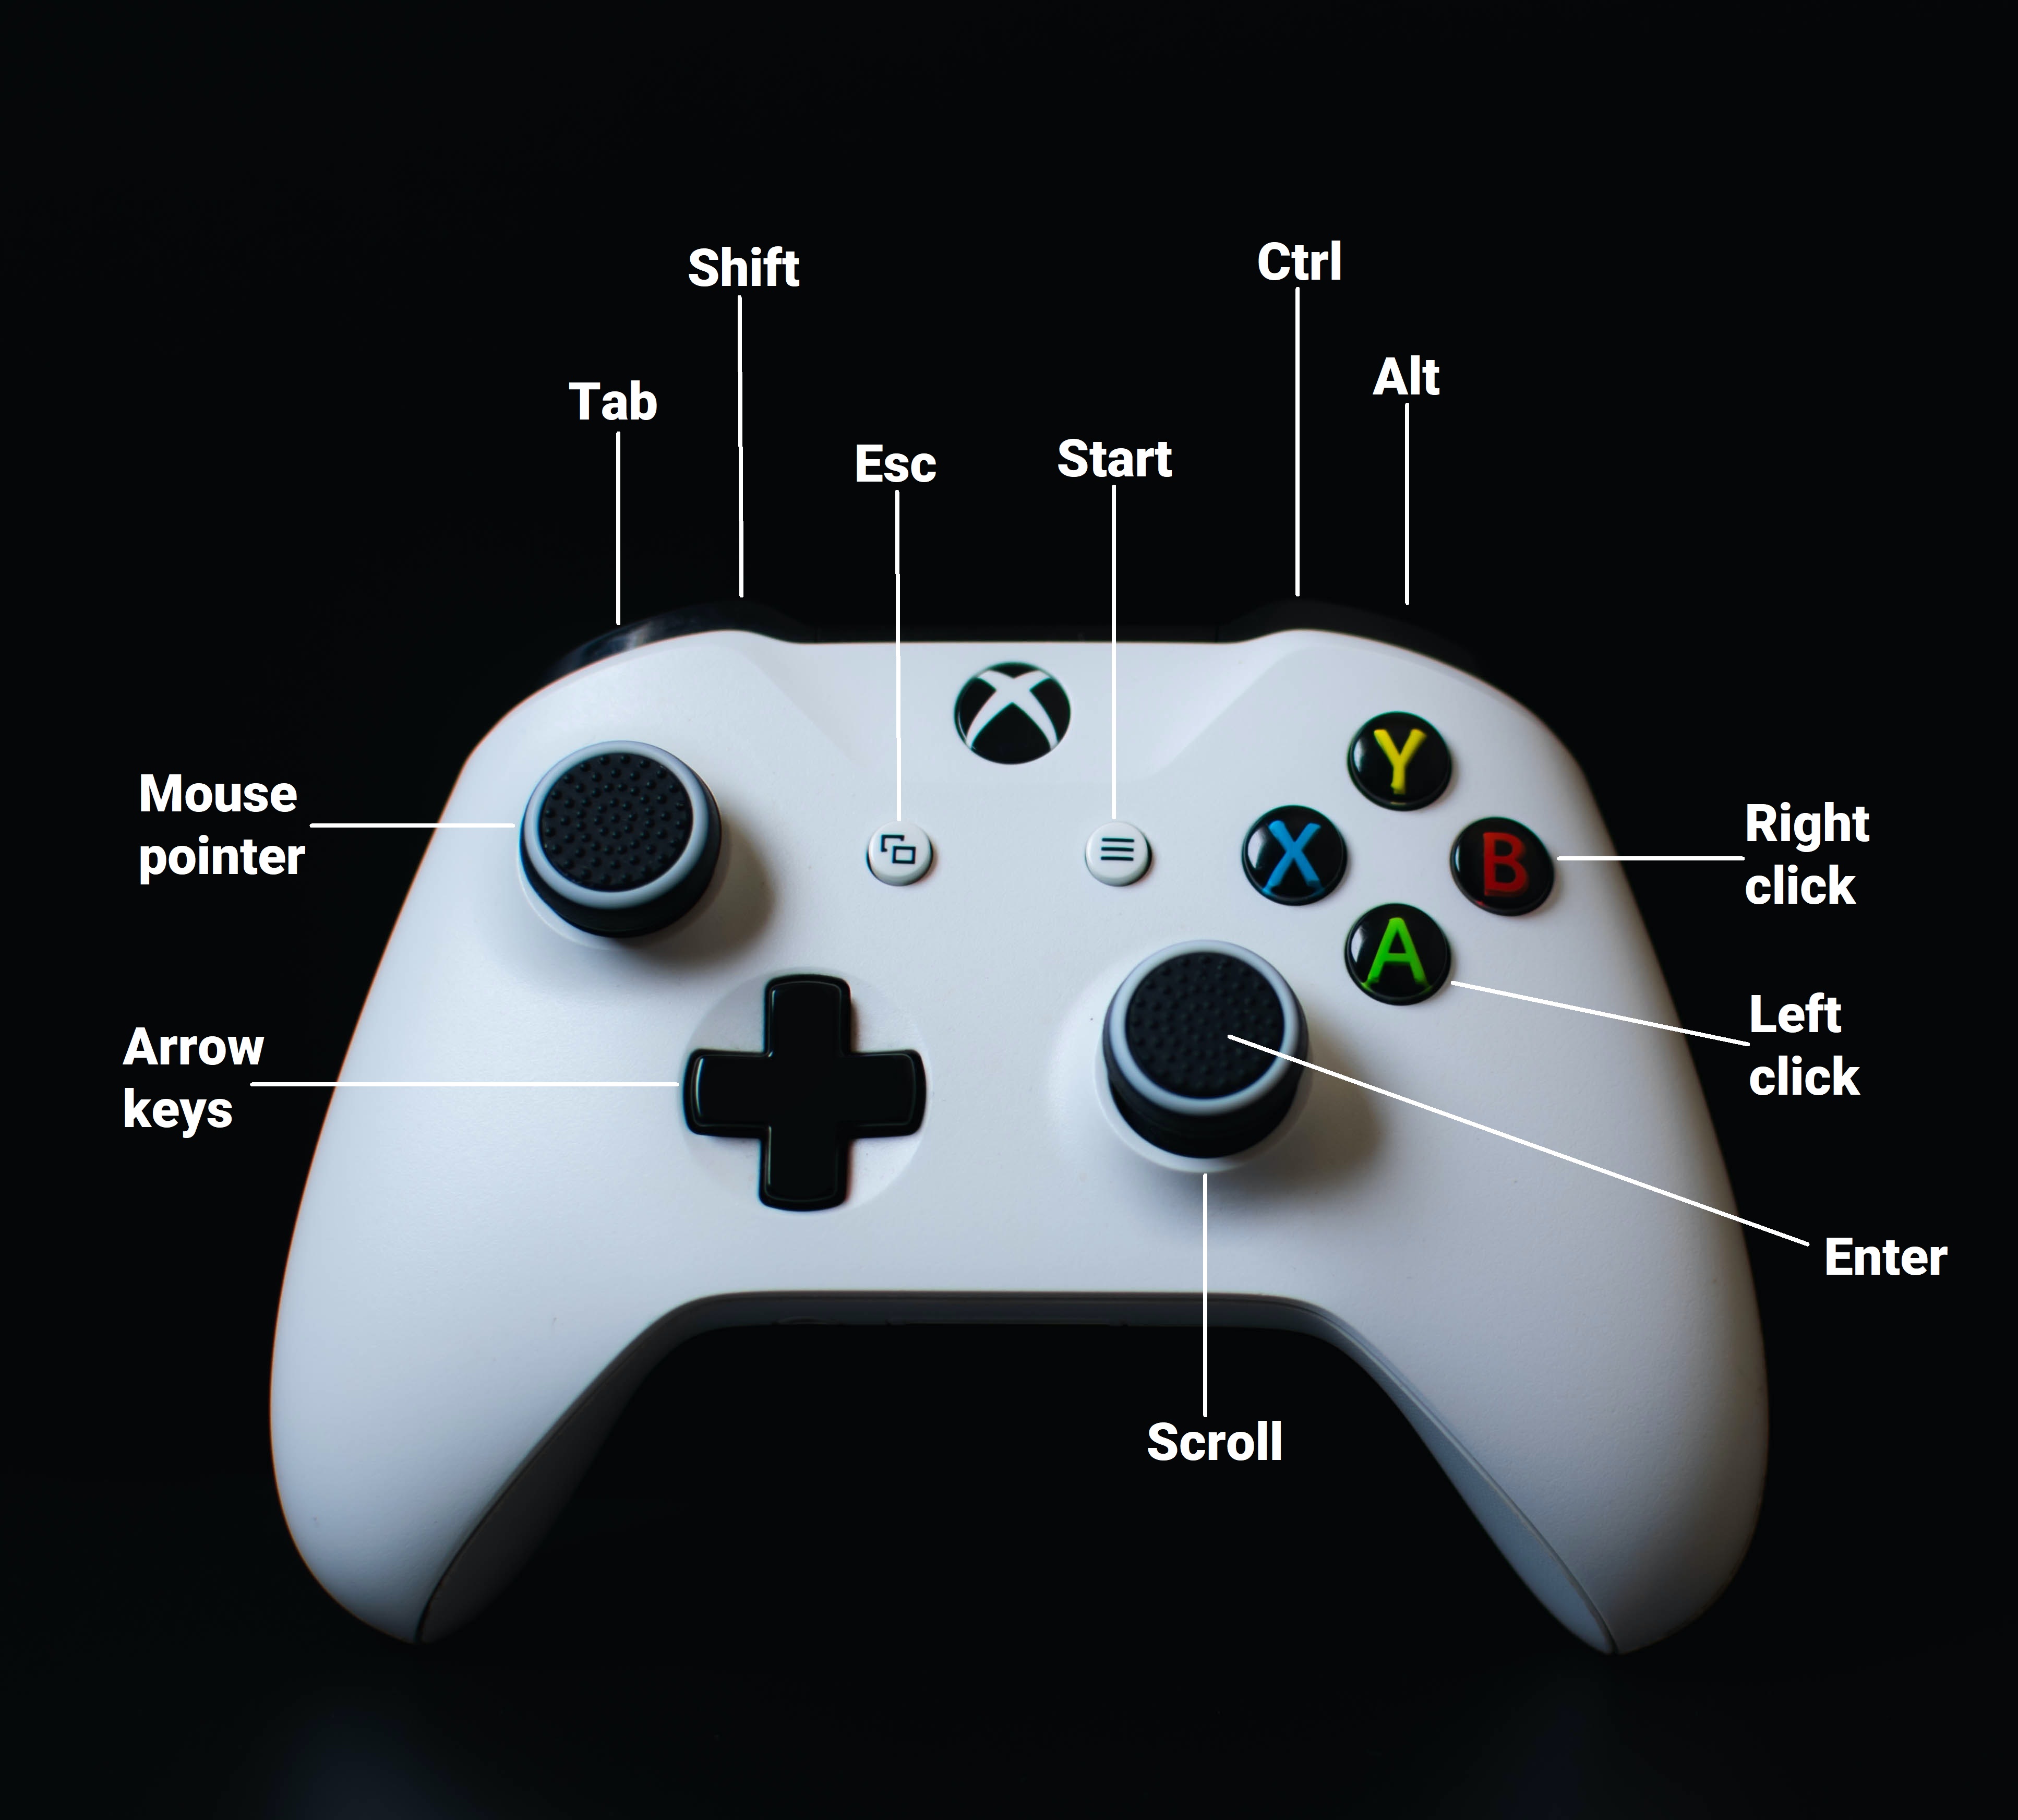 Shift
Ctrl
Tab
Alt
Esc
Start
Mouse
pointer
Y
X
B
A
Right
click
Left
click
Arrow
keys
Enter
Scroll